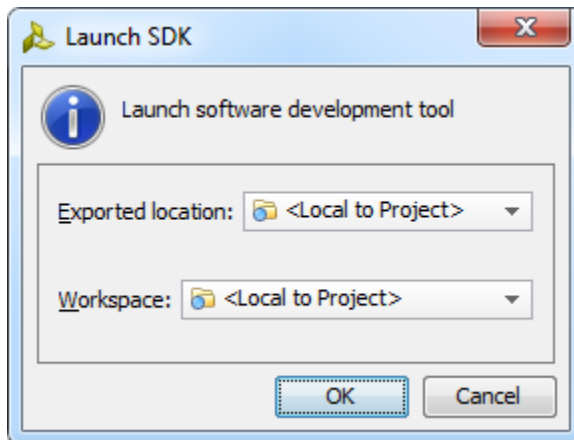 Launch SDK
Launch software development tool
Exported location: <Local to Project>
Workspace: <Local to Project>
OK Cancel